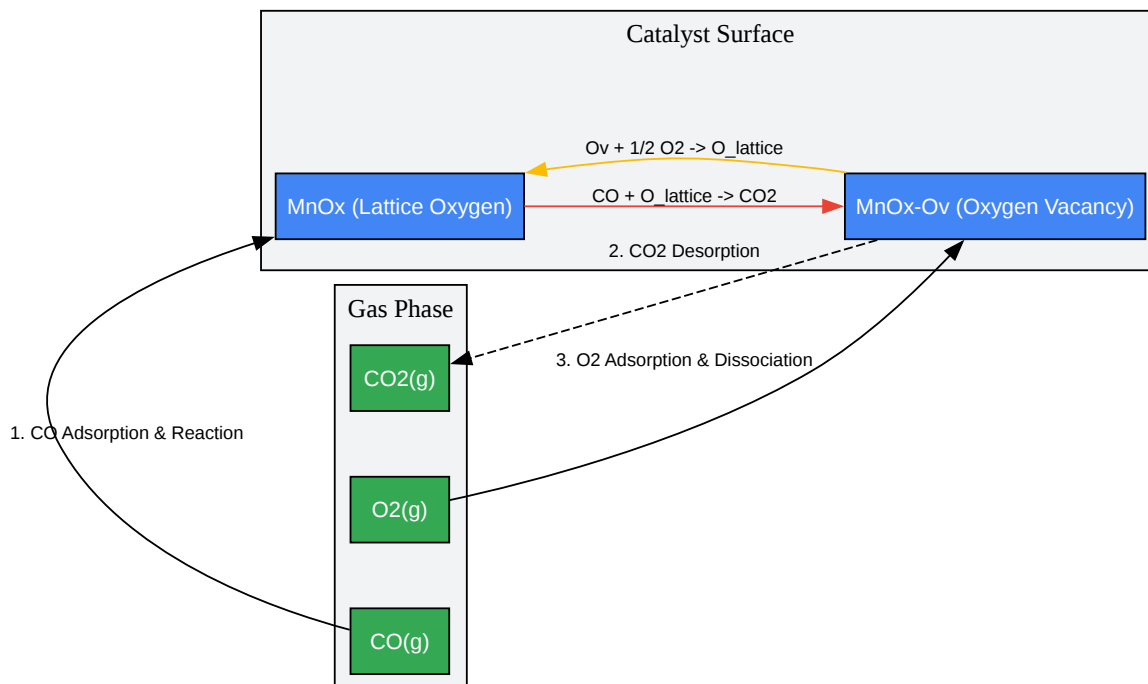 Catalyst Surface
Ov + 1/2 O2 -> O_lattice
MnOx (Lattice Oxygen)
CO + O_lattice -> CO2
MnOx-Ov (Oxygen Vacancy)
2. CO2 Desorption
Gas Phase
CO2(g)
3. O2 Adsorption & Dissociation
1. CO Adsorption & Reaction
O2(g)
CO(g)